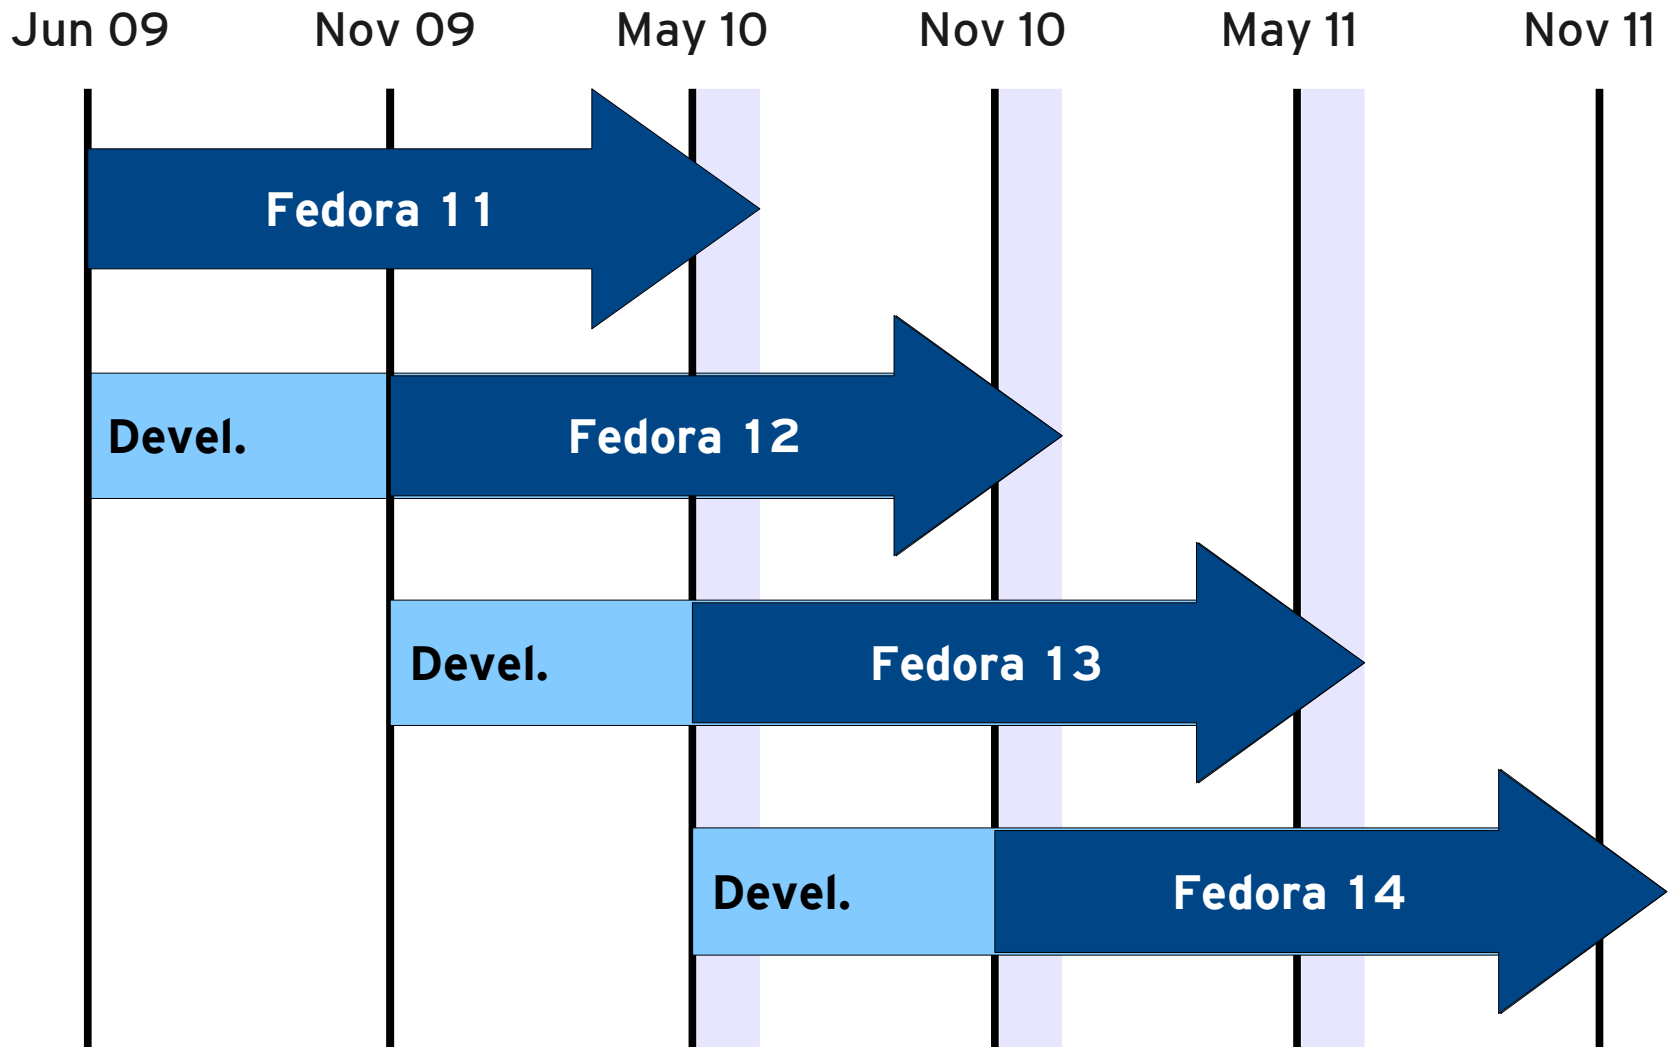 Jun 09 Nov 09 May 10 Nov 10 May 11 Nov 11
Fedora 11
Devel. Fedora 12
Devel. Fedora 13
Devel. Fedora 14